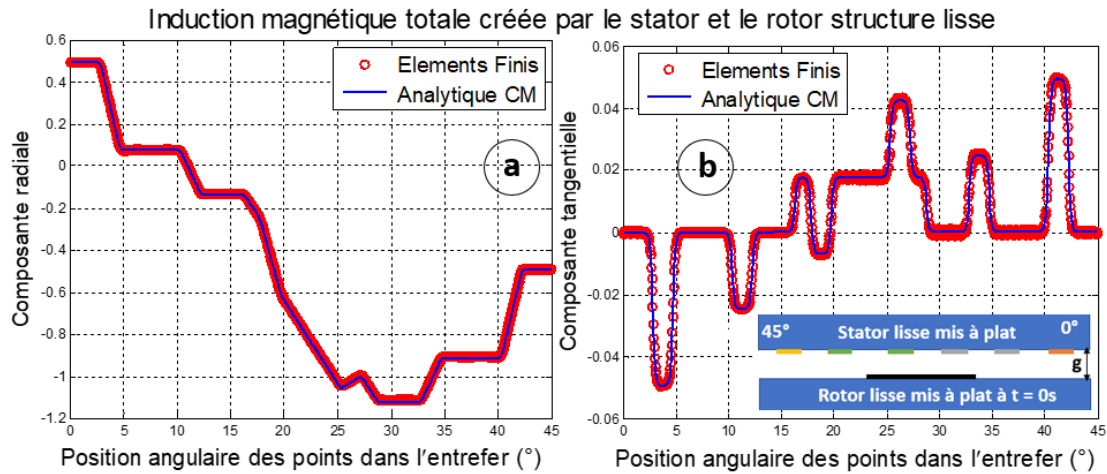 Induction magnétique totale créée par le stator et le rotor structure lisse
Composante radiale
0.6
0.4
0.2
0
-0.2
-0.4
-0.6
-0.8
-1
-1.2
Elements Finis
Analytique CM
a
0 5 10 15 20 25 30 35 40 45
Position angulaire des points dans l'entrefer (°)
Composante tangentielle
0.06
0.04
0.02
0
-0.02
-0.04
-0.06
Elements Finis
Analytique CM
b
45° Stator lisse mis à plat 0°
g
Rotor lisse mis à plat à t = 0s
0 5 10 15 20 25 30 35 40 45
Position angulaire des points dans l'entrefer (°)